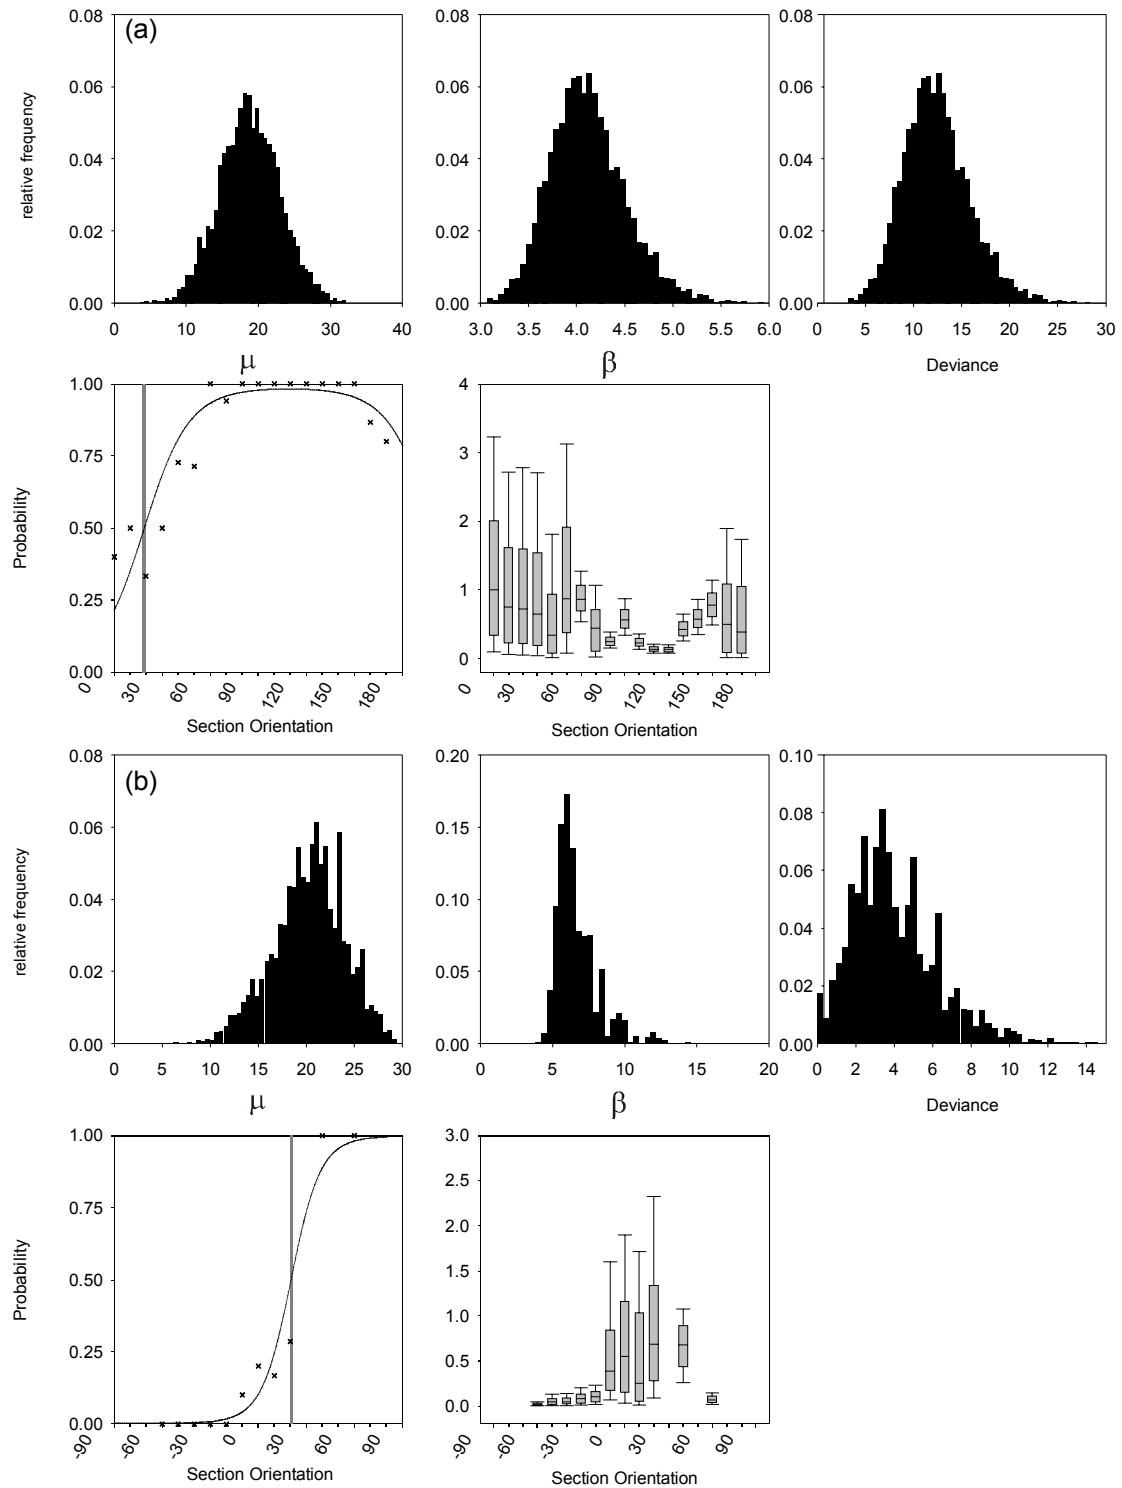 (a)
relative frequency
0.08
0.06
0.04
0.02
0.00
0 10 20 30 40
μ
0.08
0.06
0.04
0.02
0.00
3.0 3.5 4.0 4.5 5.0 5.5 6.0
β
0.08
0.06
0.04
0.02
0.00
0 5 10 15 20 25 30
Deviance
Probability
1.00
0.75
0.50
0.25
0.00
0 30 60 90 120 150 180
Section Orientation
4
3
2
1
0
0 30 60 90 120 150 180
Section Orientation
(b)
relative frequency
0.08
0.06
0.04
0.02
0.00
0 5 10 15 20 25 30
μ
0.20
0.15
0.10
0.05
0.00
0 5 10 15 20
β
0.10
0.08
0.06
0.04
0.02
0.00
0 2 4 6 8 10 12 14
Deviance
Probability
1.00
0.75
0.50
0.25
0.00
-90 -60 -30 0 30 60 90
Section Orientation
3.0
2.5
2.0
1.5
1.0
0.5
0.0
-90 -60 -30 0 30 60 90
Section Orientation